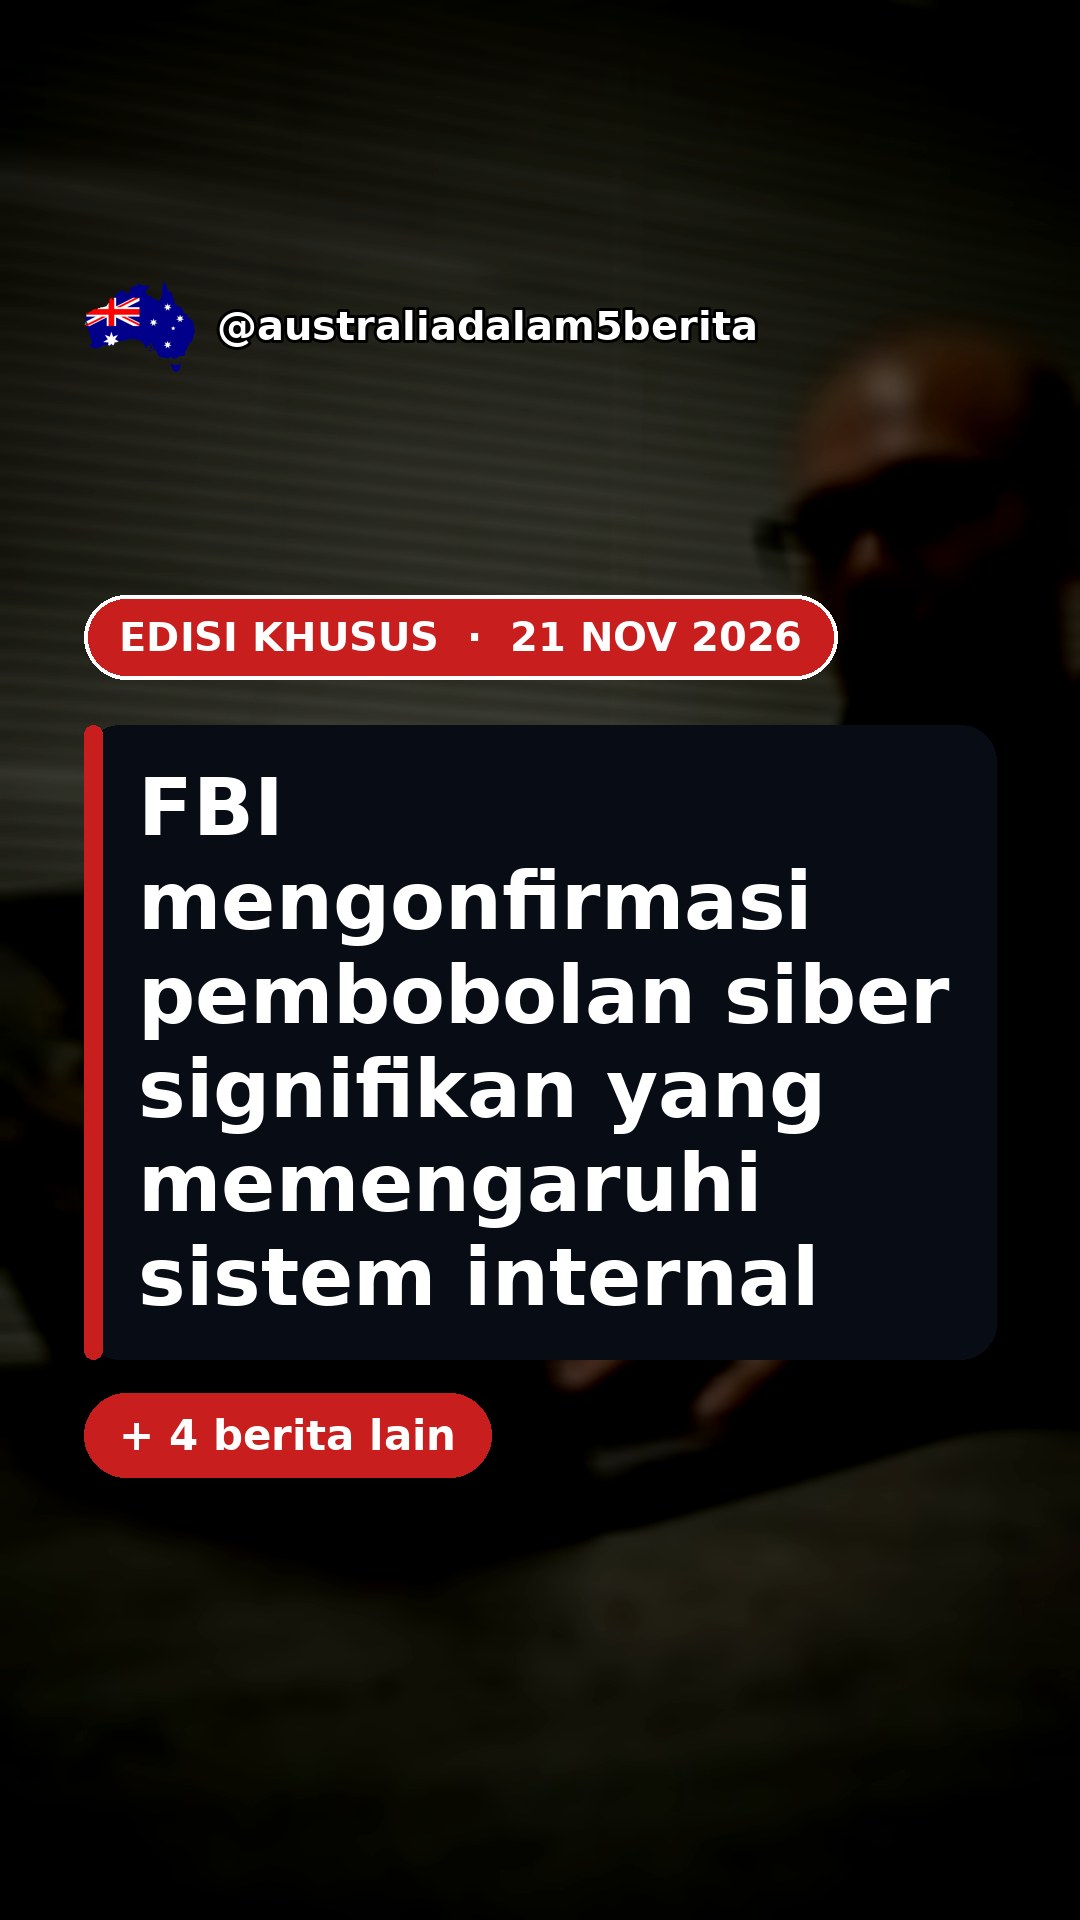 @australiadalam5berita
EDISI KHUSUS · 21 NOV 2026
FBI
mengonfirmasi
pembobolan siber
signifikan yang
memengaruhi
sistem internal
+ 4 berita lain